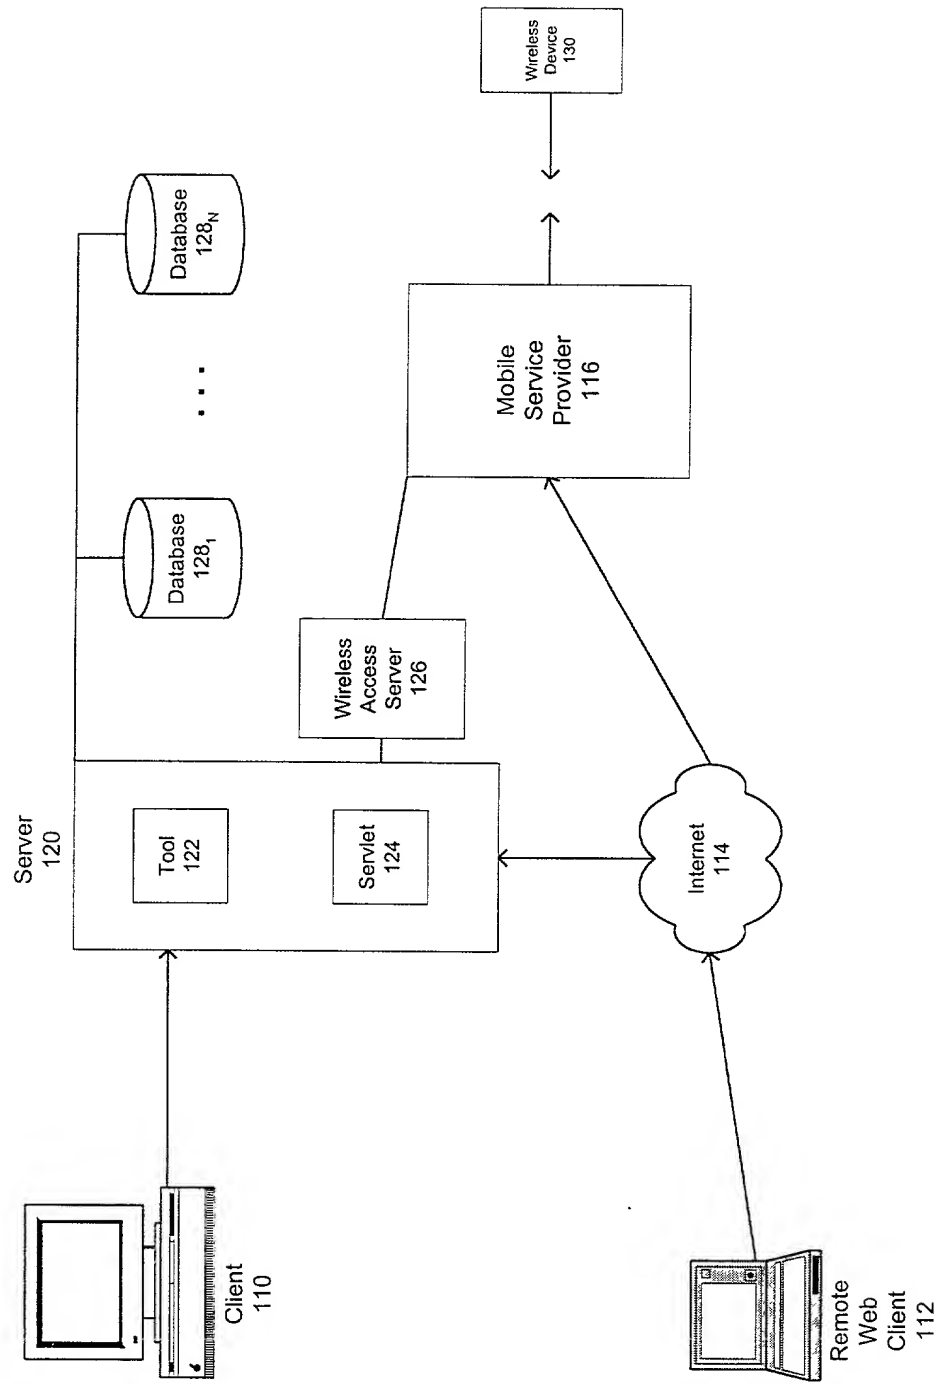 Server
120
Tool
122
Servlet
124
Database
128₁
. . .
Database
128N
Wireless
Access
Server
126
Mobile
Service
Provider
116
Wireless
Device
130
Client
110
Internet
114
Remote
Web
Client
112